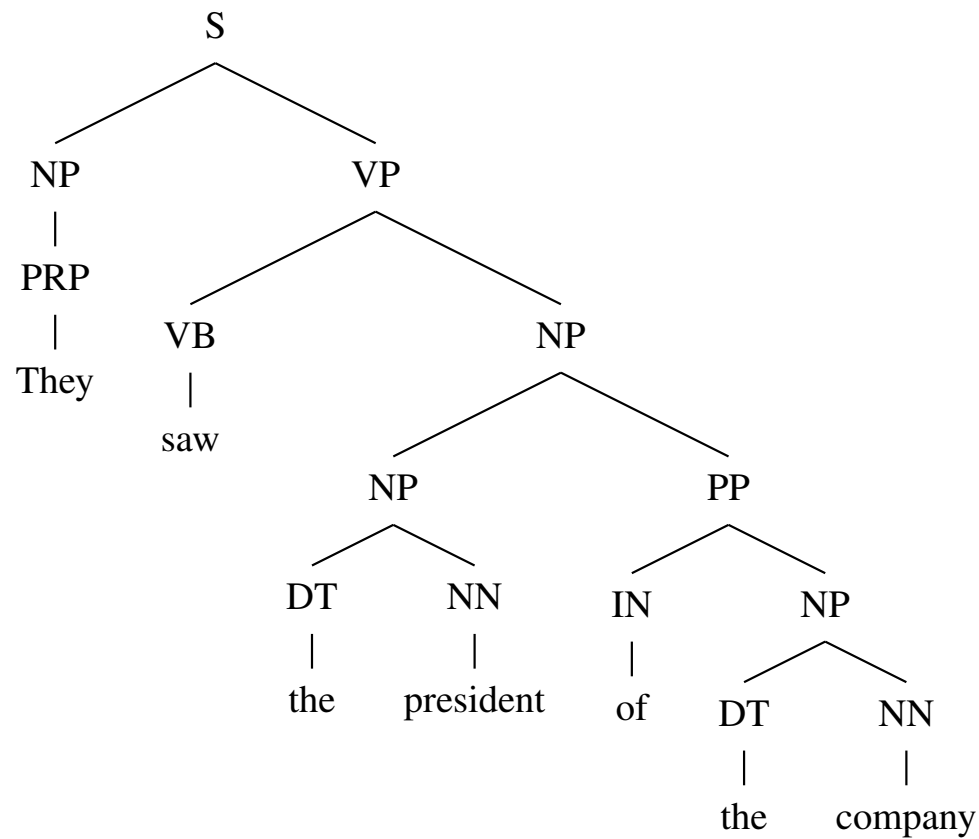 S
NP VP
PRP
VB NP
They
saw
NP PP
DT NN IN NP
the president of
DT NN
the company